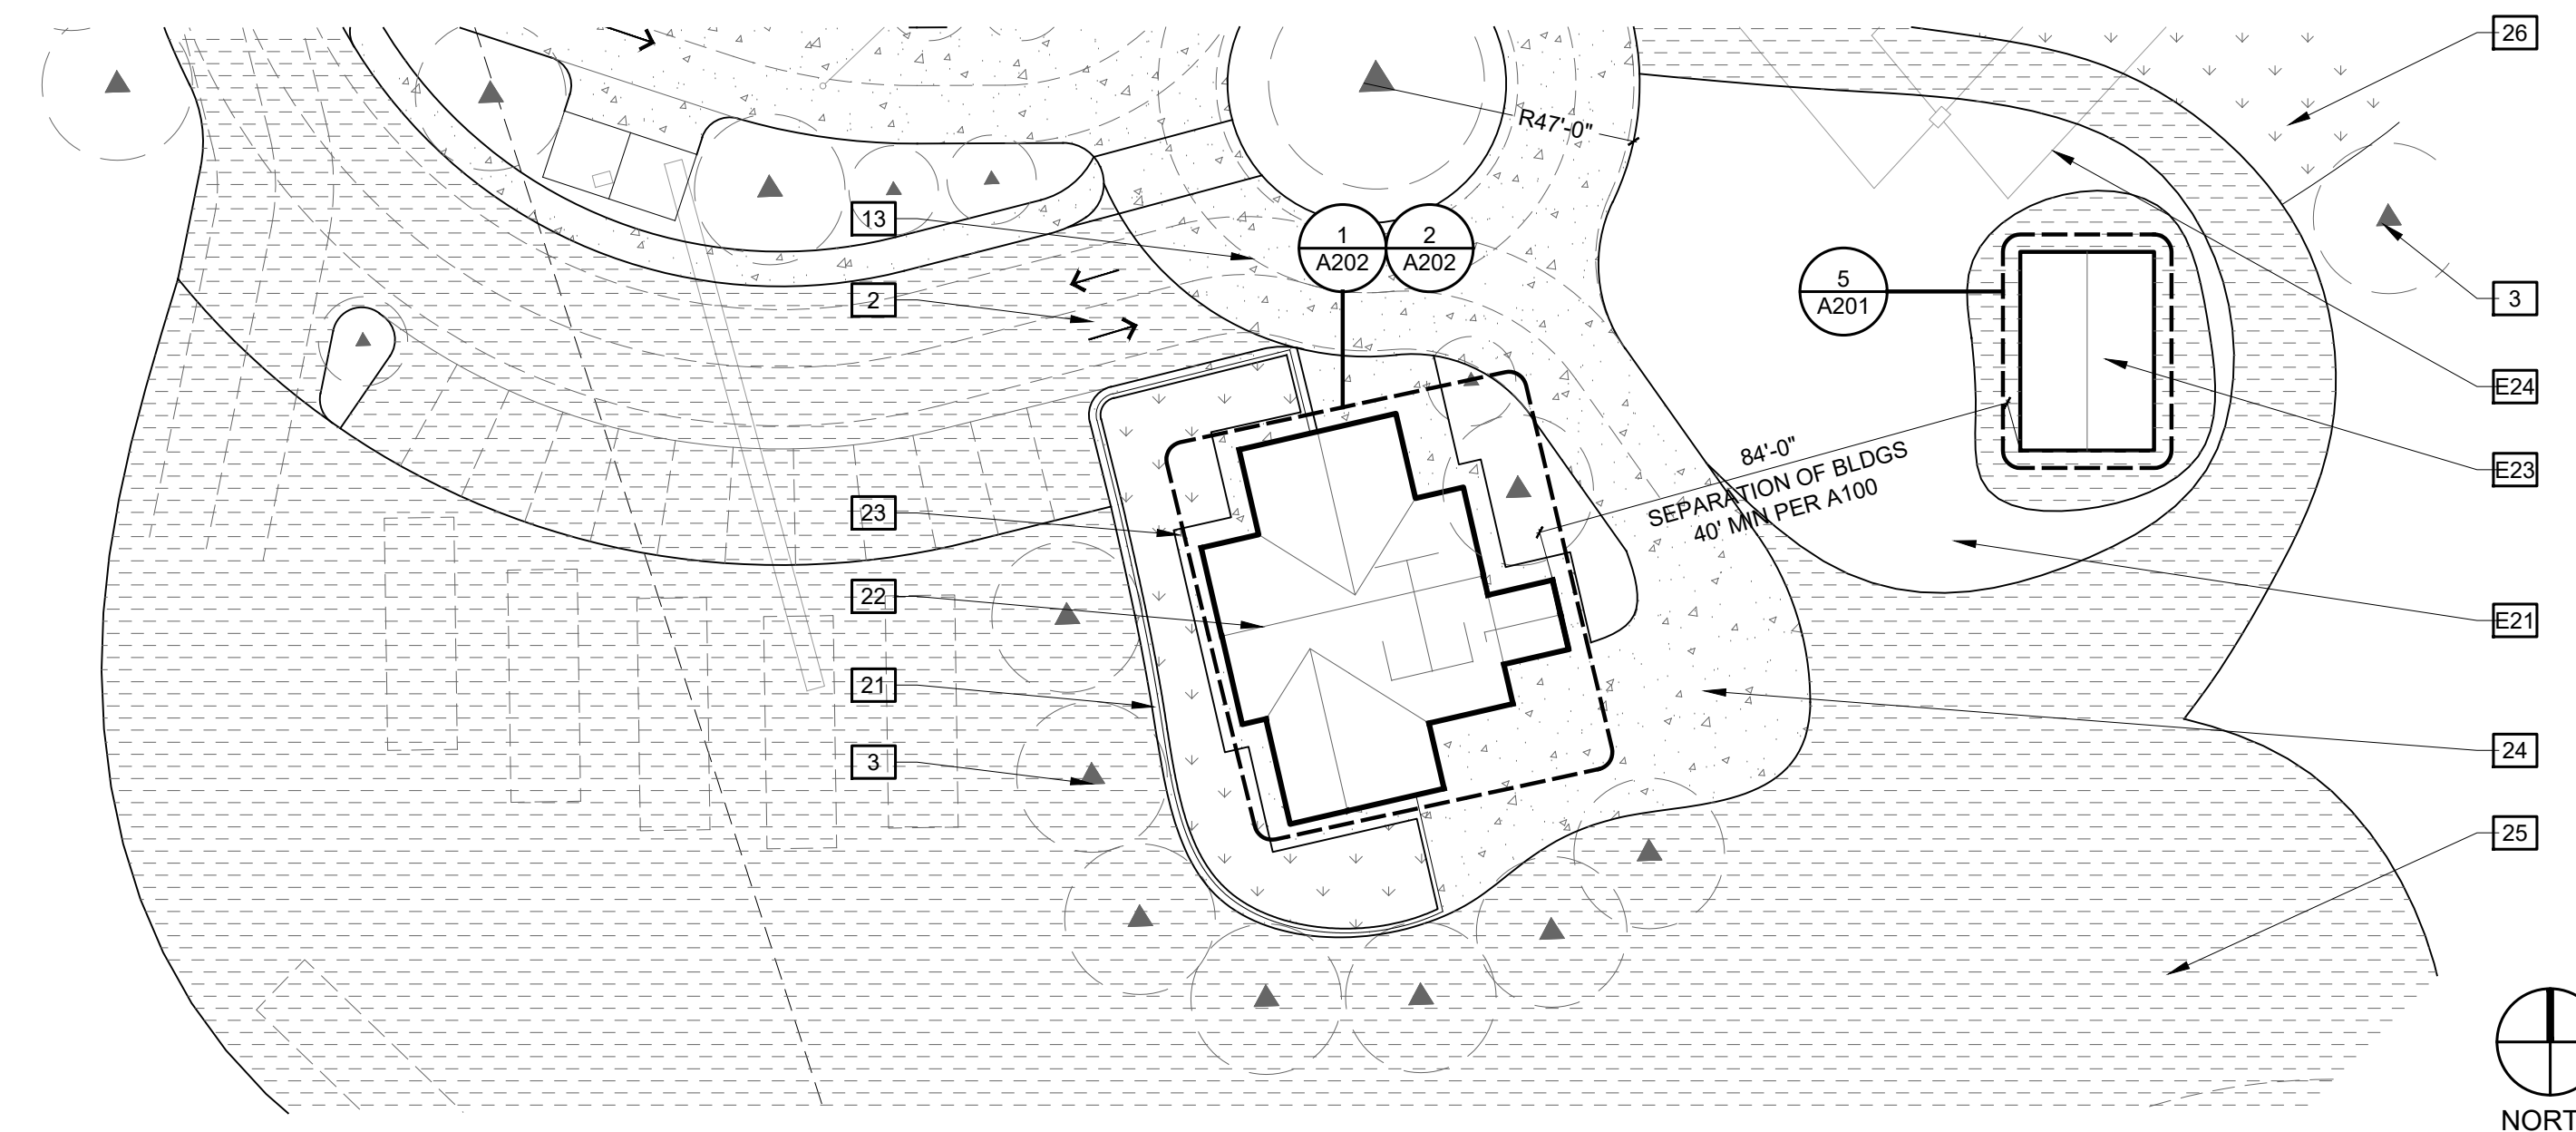 26
R47'-0"
13
1
A202
2
A202
5
A201
2
3
E24
84'-0"
SEPARATION OF BLDGS
40' MIN PER A100
E23
23
22
E21
21
24
3
25
NORT